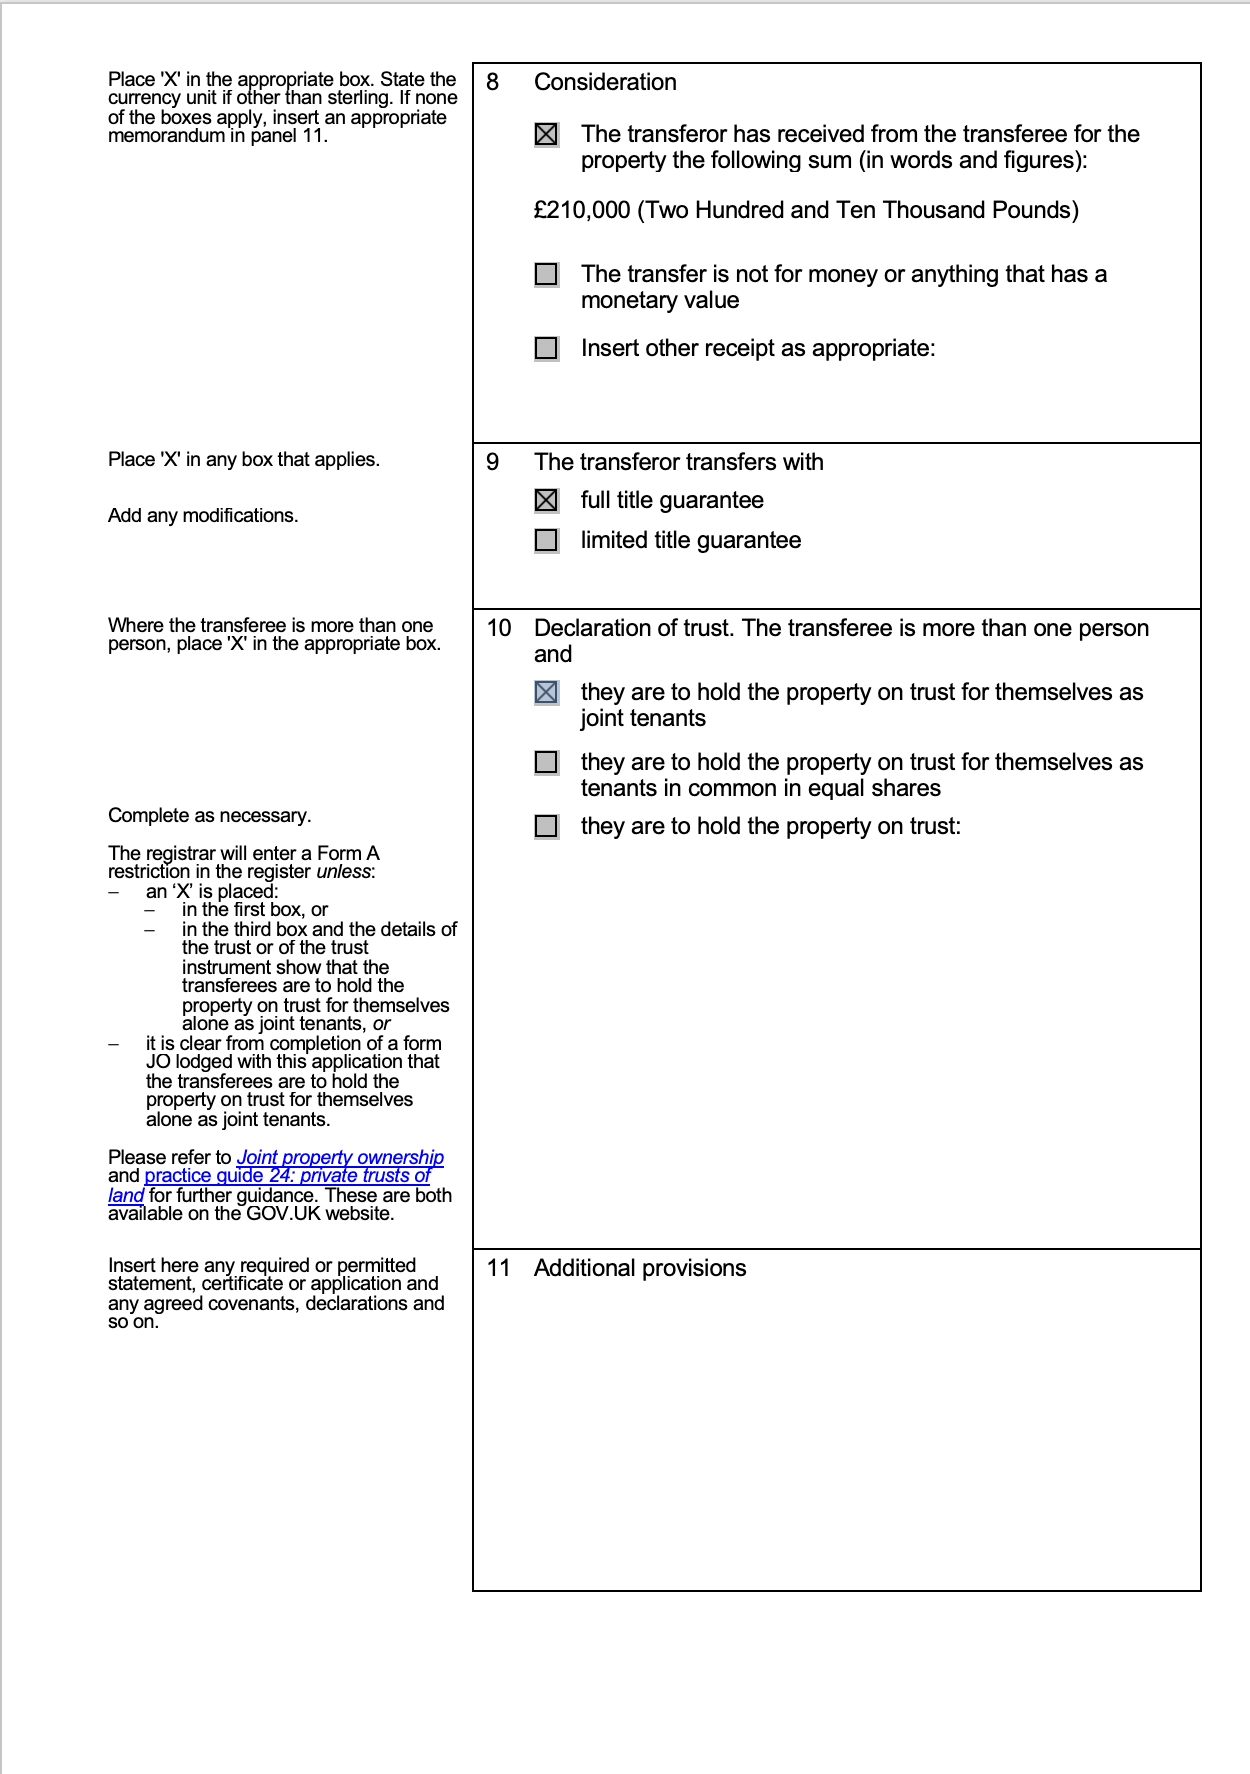 Place 'X' in the appropriate box. State the
currency unit if other than sterling. If none
of the boxes apply, insert an appropriate
memorandum in panel 11.
8 Consideration
The transferor has received from the transferee for the
property the following sum (in words and figures):
£210,000 (Two Hundred and Ten Thousand Pounds)
The transfer is not for money or anything that has a
monetary value
Insert other receipt as appropriate:
Place 'X' in any box that applies.
Add any modifications.
9 The transferor transfers with
full title guarantee
limited title guarantee
Where the transferee is more than one
person, place 'X' in the appropriate box.
Complete as necessary.
The registrar will enter a Form A
restriction in the register unless:
– an ‘X’ is placed:
– in the first box, or
– in the third box and the details of
the trust or of the trust
instrument show that the
transferees are to hold the
property on trust for themselves
alone as joint tenants, or
– it is clear from completion of a form
JO lodged with this application that
the transferees are to hold the
property on trust for themselves
alone as joint tenants.
Please refer to Joint property ownership
and practice guide 24: private trusts of
land for further guidance. These are both
available on the GOV.UK website.
10 Declaration of trust. The transferee is more than one person
and
they are to hold the property on trust for themselves as
joint tenants
they are to hold the property on trust for themselves as
tenants in common in equal shares
they are to hold the property on trust:
Insert here any required or permitted
statement, certificate or application and
any agreed covenants, declarations and
so on.
11 Additional provisions